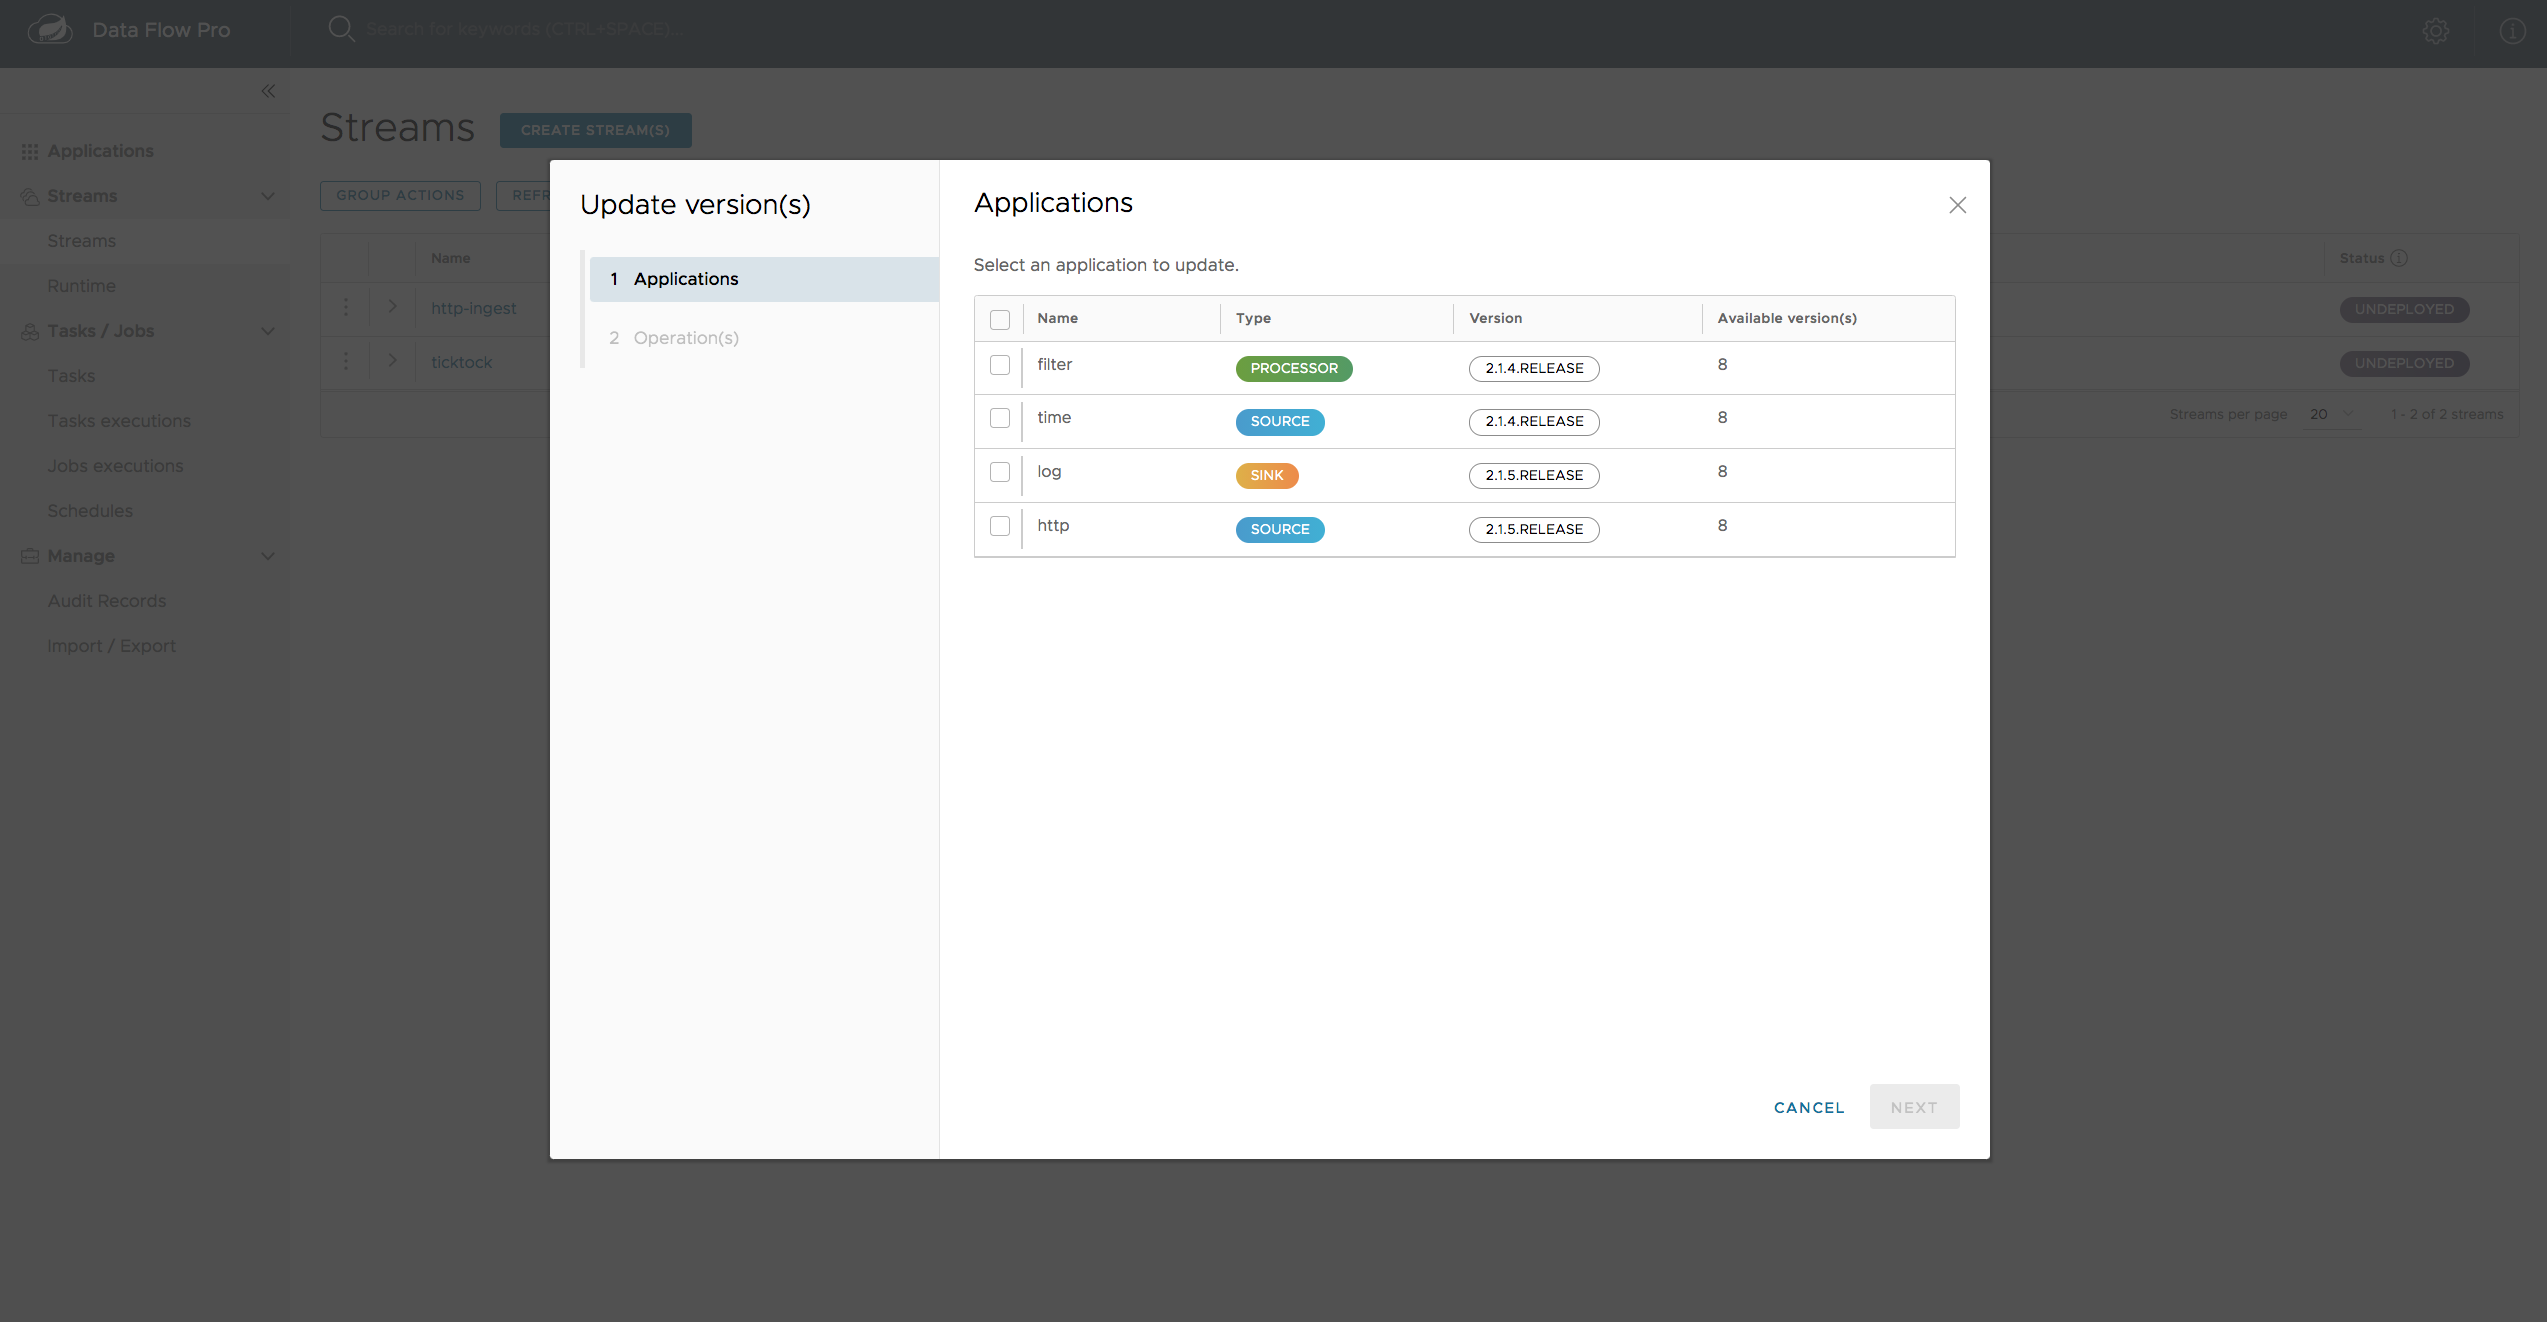 Data Flow Pro
Search for keywords (CTRL+SPACE)...
Applications
Streams
Streams
Runtime
Tasks / Jobs
Tasks
Tasks executions
Jobs executions
Schedules
Manage
Audit Records
Import / Export
Streams CREATE STREAM(S)
GROUP ACTIONS REFR
Name Status
http-ingest UNDEPLOYED
ticktock UNDEPLOYED
Streams per page 20 1 - 2 of 2 streams
Update version(s)
1 Applications
2 Operation(s)
Applications
Select an application to update.
Name Type Version Available version(s)
filter PROCESSOR 2.1.4.RELEASE 8
time SOURCE 2.1.4.RELEASE 8
log SINK 2.1.5.RELEASE 8
http SOURCE 2.1.5.RELEASE 8
CANCEL NEXT